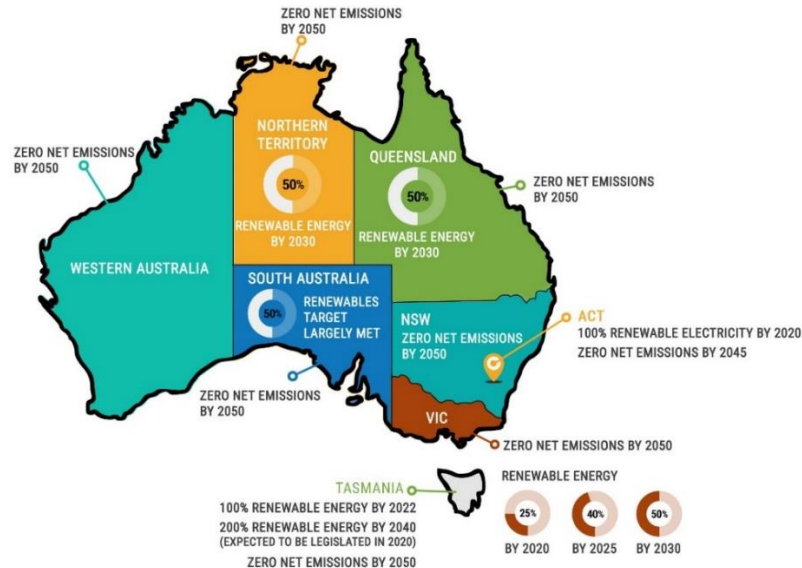 ZERO NET EMISSIONS
BY 2050
NORTHERN
TERRITORY
50%
RENEWABLE ENERGY
BY 2030
ZERO NET EMISSIONS
BY 2050
QUEENSLAND
50%
RENEWABLE ENERGY
BY 2030
ZERO NET EMISSIONS
BY 2050
WESTERN AUSTRALIA
SOUTH AUSTRALIA
50%
RENEWABLES
TARGET
LARGELY MET
ZERO NET EMISSIONS
BY 2050
NSW
ZERO NET EMISSIONS
BY 2050
ACT
100% RENEWABLE ELECTRICITY BY 2020
ZERO NET EMISSIONS BY 2045
VIC
ZERO NET EMISSIONS BY 2050
RENEWABLE ENERGY
25%
BY 2020
40%
BY 2025
50%
BY 2030
TASMANIA
100% RENEWABLE ENERGY BY 2022
200% RENEWABLE ENERGY BY 2040
(EXPECTED TO BE LEGISLATED IN 2020)
ZERO NET EMISSIONS BY 2050